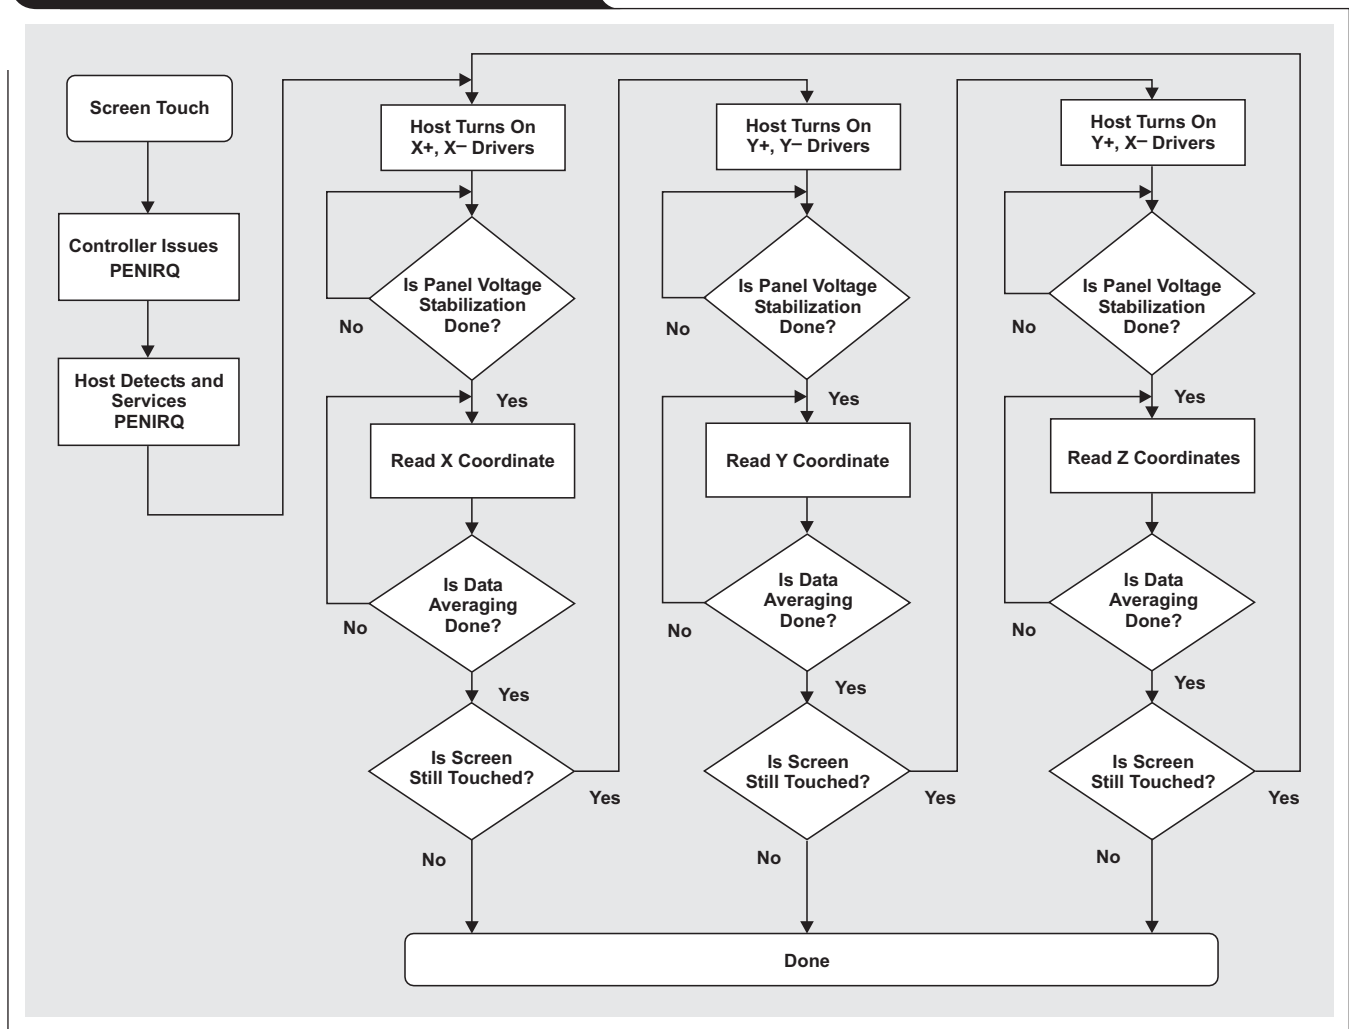 Screen Touch
Controller Issues
PENIRQ
Host Detects and
Services
PENIRQ
Host Turns On
X+, X– Drivers
Is Panel Voltage
Stabilization
Done?
No
Yes
Read X Coordinate
Is Data
Averaging
Done?
No
Yes
Is Screen
Still Touched?
Yes
No
Host Turns On
Y+, Y– Drivers
Is Panel Voltage
Stabilization
Done?
No
Yes
Read Y Coordinate
Is Data
Averaging
Done?
No
Yes
Is Screen
Still Touched?
Yes
No
Host Turns On
Y+, X– Drivers
Is Panel Voltage
Stabilization
Done?
No
Yes
Read Z Coordinates
Is Data
Averaging
Done?
No
Yes
Is Screen
Still Touched?
Yes
No
Done